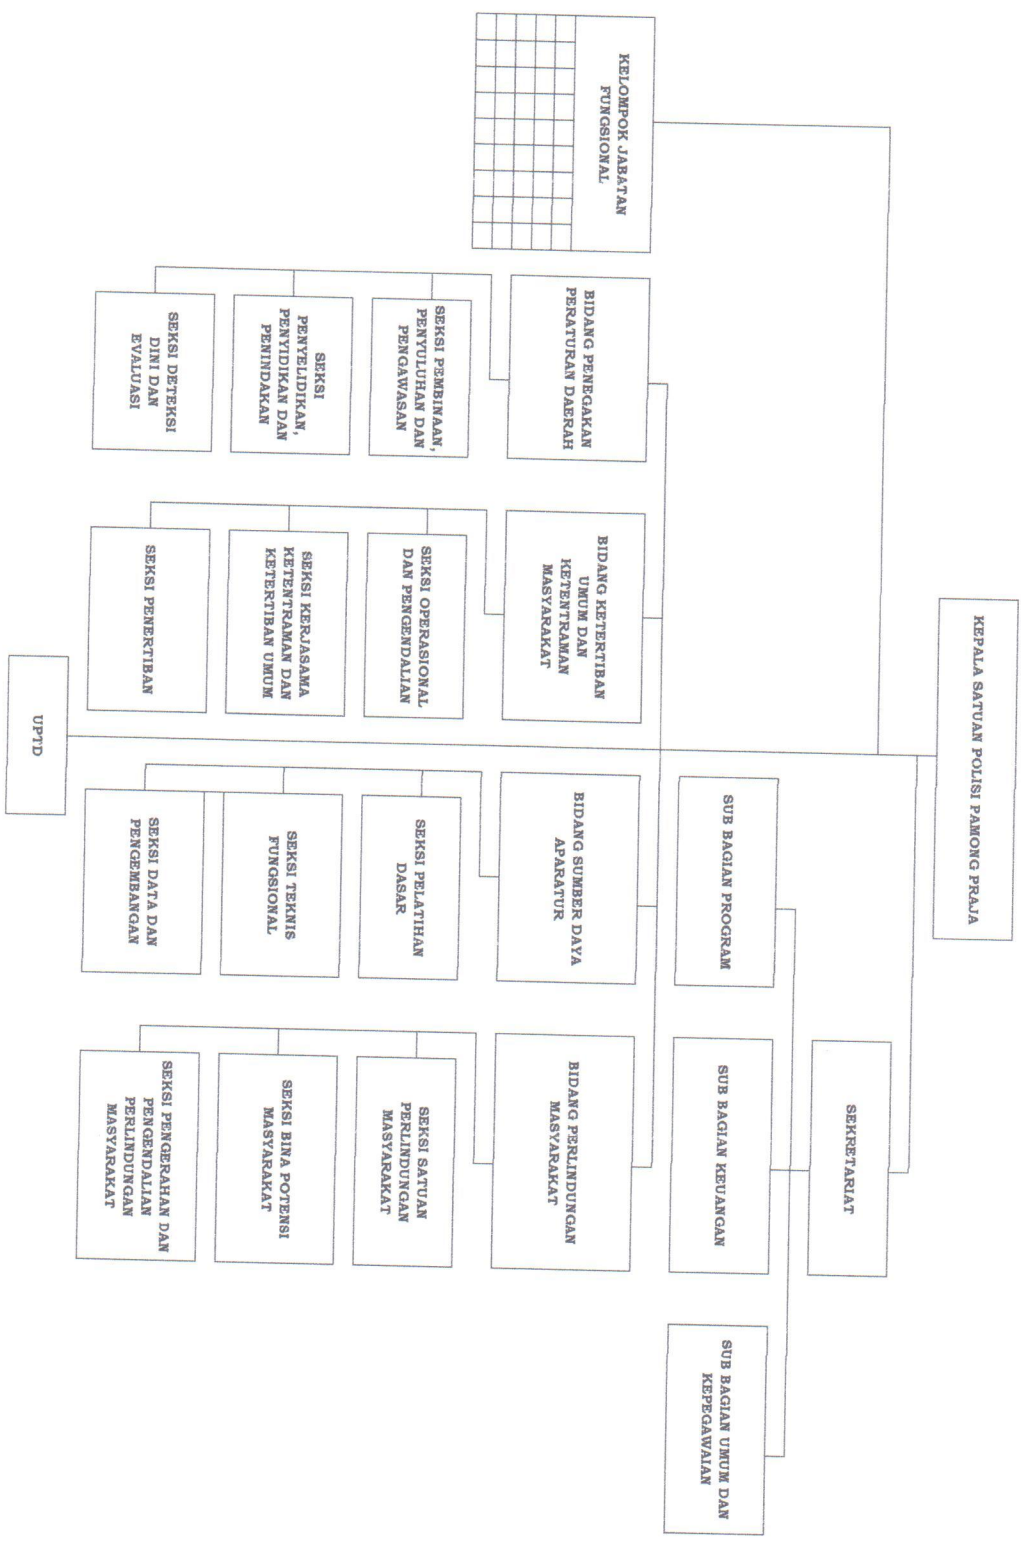 KEPALA SATUAN POLISI PAMONG PRAJA
KELOMPOK JABATAN
FUNGSIONAL
SEKRETARIAT
SUB BAGIAN PROGRAM
SUB BAGIAN KEUANGAN
SUB BAGIAN UMUM DAN
KEPEGAWAIAN
BIDANG PENEGAKAN
PERATURAN DAERAH
BIDANG KETERTIBAN
UMUM DAN
KETENTRAMAN
MASYARAKAT
BIDANG SUMBER DAYA
APARATUR
BIDANG PERLINDUNGAN
MASYARAKAT
SEKSI PEMBINAAN,
PENYULUHAN DAN
PENGAWASAN
SEKSI OPERASIONAL
DAN PENGENDALIAN
SEKSI PELATIHAN
DASAR
SEKSI SATUAN
PERLINDUNGAN
MASYARAKAT
SEKSI
PENYELIDIKAN,
PENYIDIKAN DAN
PENINDAKAN
SEKSI KERJASAMA
KETENTRAMAN DAN
KETERTIBAN UMUM
SEKSI TEKNIS
FUNGSIONAL
SEKSI BINA POTENSI
MASYARAKAT
SEKSI DETEKSI
DINI DAN
EVALUASI
SEKSI PENERTIBAN
SEKSI DATA DAN
PENGEMBANGAN
SEKSI PENGERAHAN DAN
PENGENDALIAN
PERLINDUNGAN
MASYARAKAT
UPTD